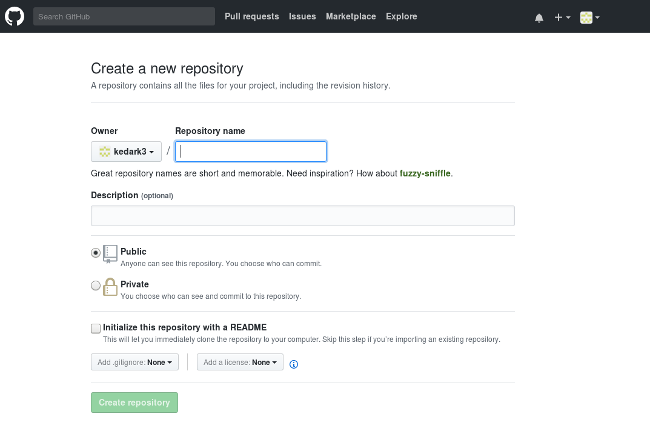 Search GitHub
Pull requests Issues Marketplace Explore
Create a new repository
A repository contains all the files for your project, including the revision history.
Owner Repository name
kedark3 /
Great repository names are short and memorable. Need inspiration? How about fuzzy-sniffle.
Description (optional)
Public
Anyone can see this repository. You choose who can commit.
Private
You choose who can see and commit to this repository.
Initialize this repository with a README
This will let you immediately clone the repository to your computer. Skip this step if you're importing an existing repository.
Add .gitignore: None Add a license: None
Create repository